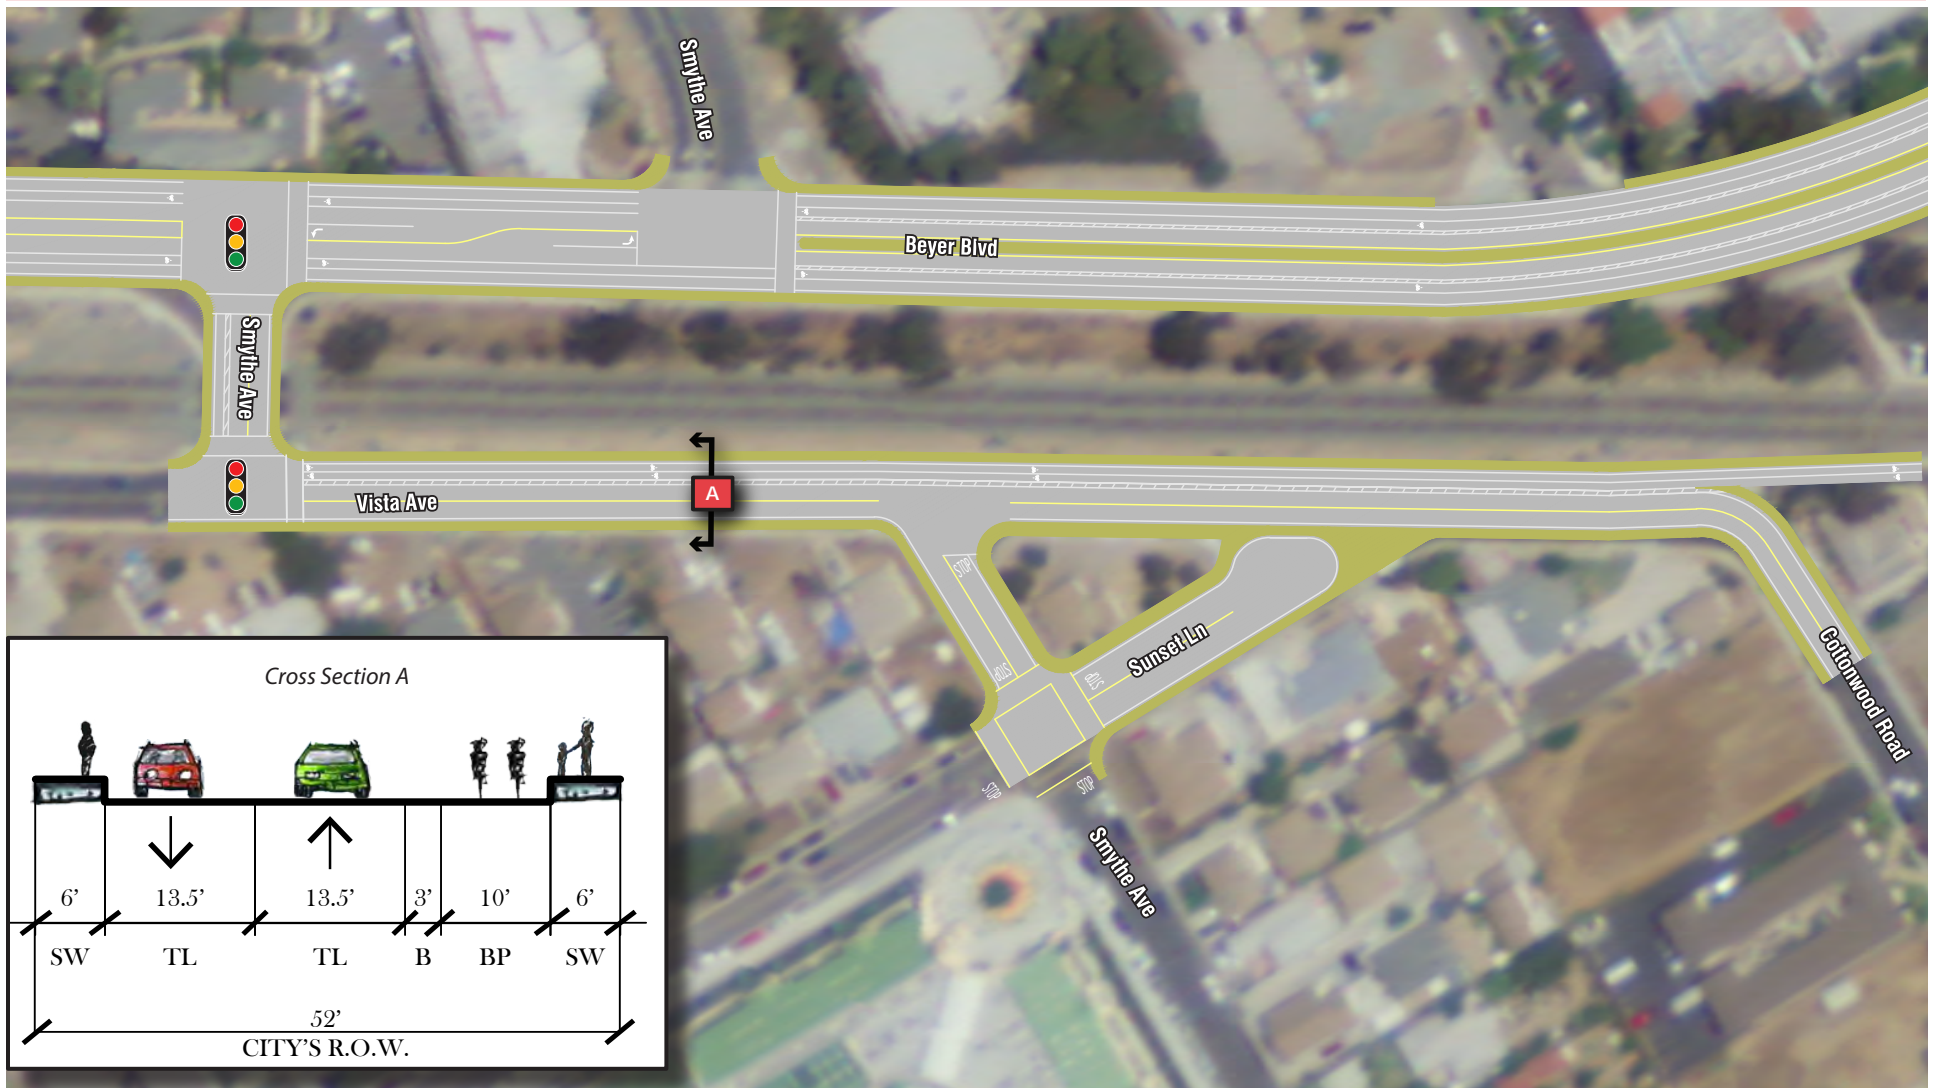 Smythe Ave
Beyer Blvd
Smythe Ave
Vista Ave
A
STOP
STOP
STOP
Sunset Ln
Cottonwood Road
STOP
STOP
Smythe Ave
Cross Section A
6' 13.5' 13.5' 3' 10' 6'
SW TL TL B BP SW
52'
CITY'S R.O.W.